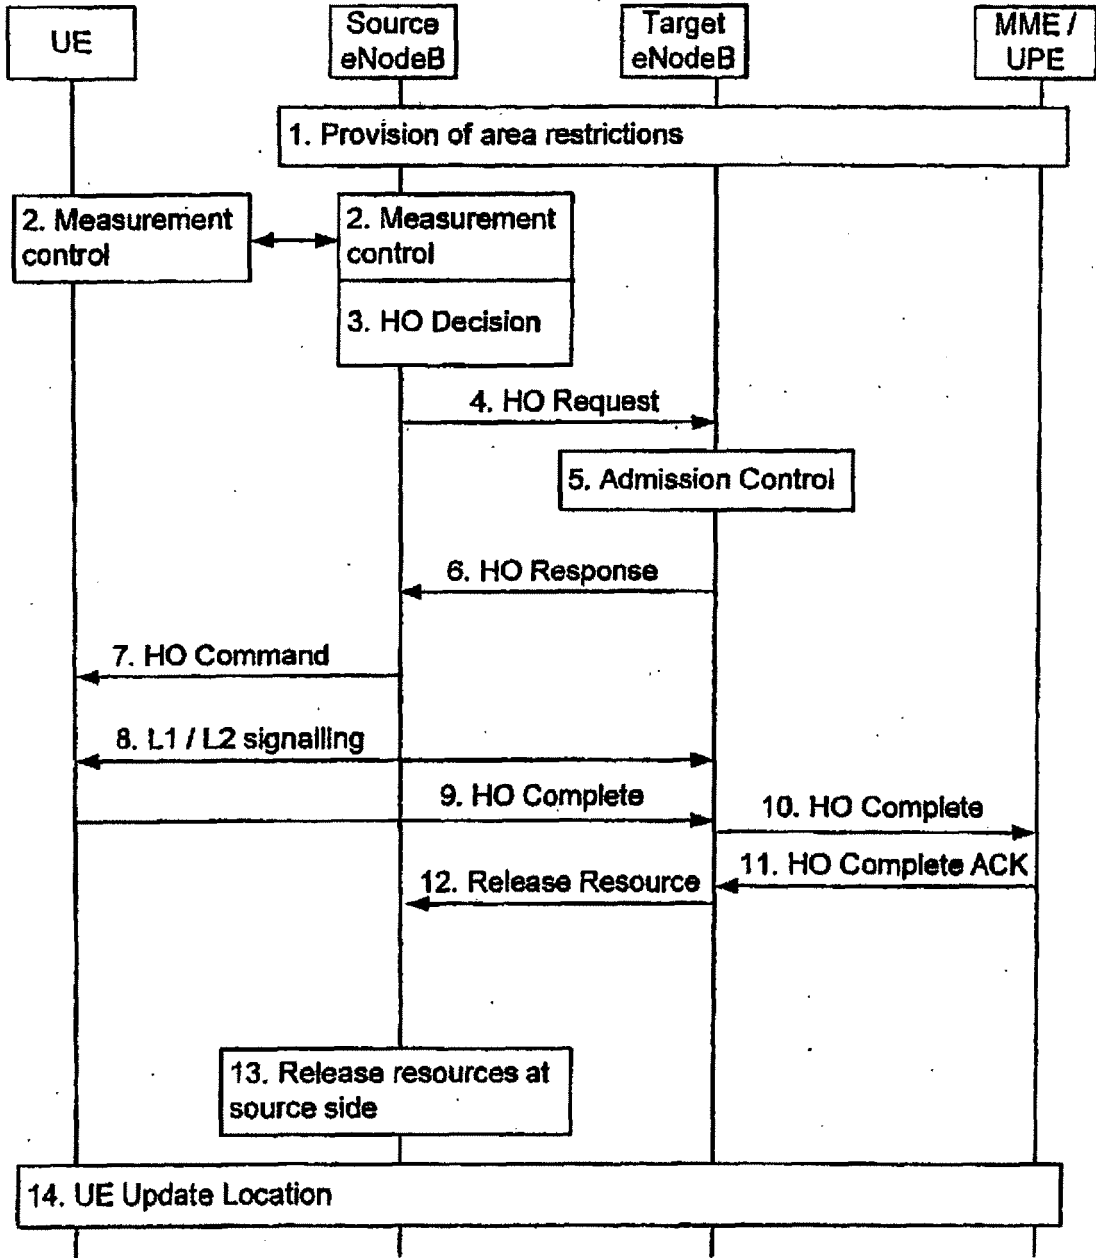 UE
Source
eNodeB
Target
eNodeB
MME /
UPE
1. Provision of area restrictions
2. Measurement
control
2. Measurement
control
3. HO Decision
4. HO Request
5. Admission Control
6. HO Response
7. HO Command
8. L1 / L2 signalling
9. HO Complete
10. HO Complete
11. HO Complete ACK
12. Release Resource
13. Release resources at
source side
14. UE Update Location